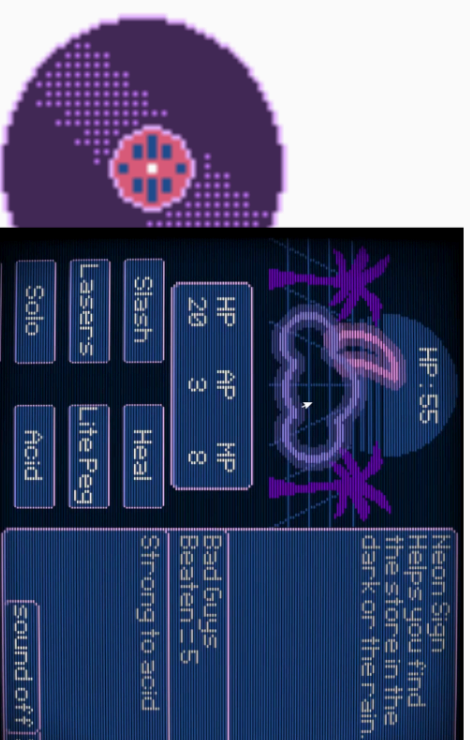 HP:55
HP AP MP
20 3 8
Slash Heal
Lasers Lite Peg
Solo Acid
Neon Sign
Helps you find
the store in the
dark or the rain.
Bad Guys
Beaten = 5
Strong to acid
sound off